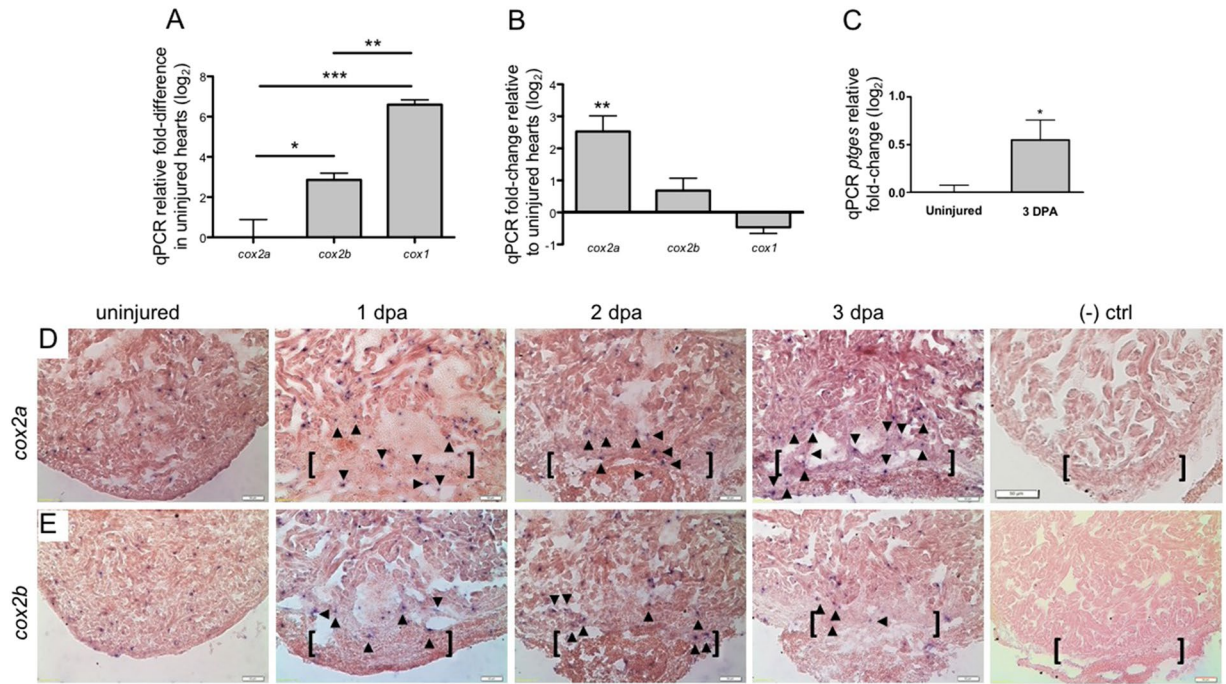 A
qPCR relative fold-difference
in uninjured hearts (log2)
8
6
4
2
0
*
***
**
cox2a
cox2b
cox1
B
qPCR fold-change relative
to uninjured hearts (log2)
4
3
2
1
0
-1
**
cox2a
cox2b
cox1
C
qPCR ptges relative
fold-change (log2)
1.0
0.5
0.0
*
Uninjured
3 DPA
uninjured
1 dpa
2 dpa
3 dpa
(-) ctrl
D
cox2a
[ ]
[ ]
[ ]
[ ]
E
cox2b
[ ]
[ ]
[ ]
[ ]